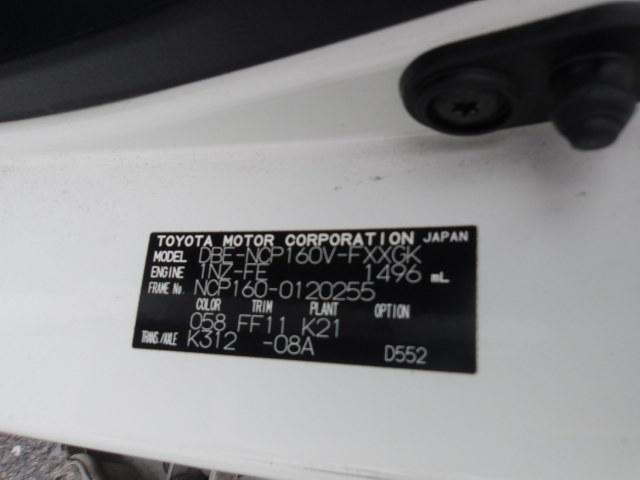 TOYOTA MOTOR CORPORATION JAPAN
MODEL DBE-NCP160V-FXXGK
ENGINE 1NZ-FE 1496 mL
FRAME No. NCP160-0120255
COLOR TRIM PLANT OPTION
058 FF11 K21
TRANS./AXLE K312 -08A D552